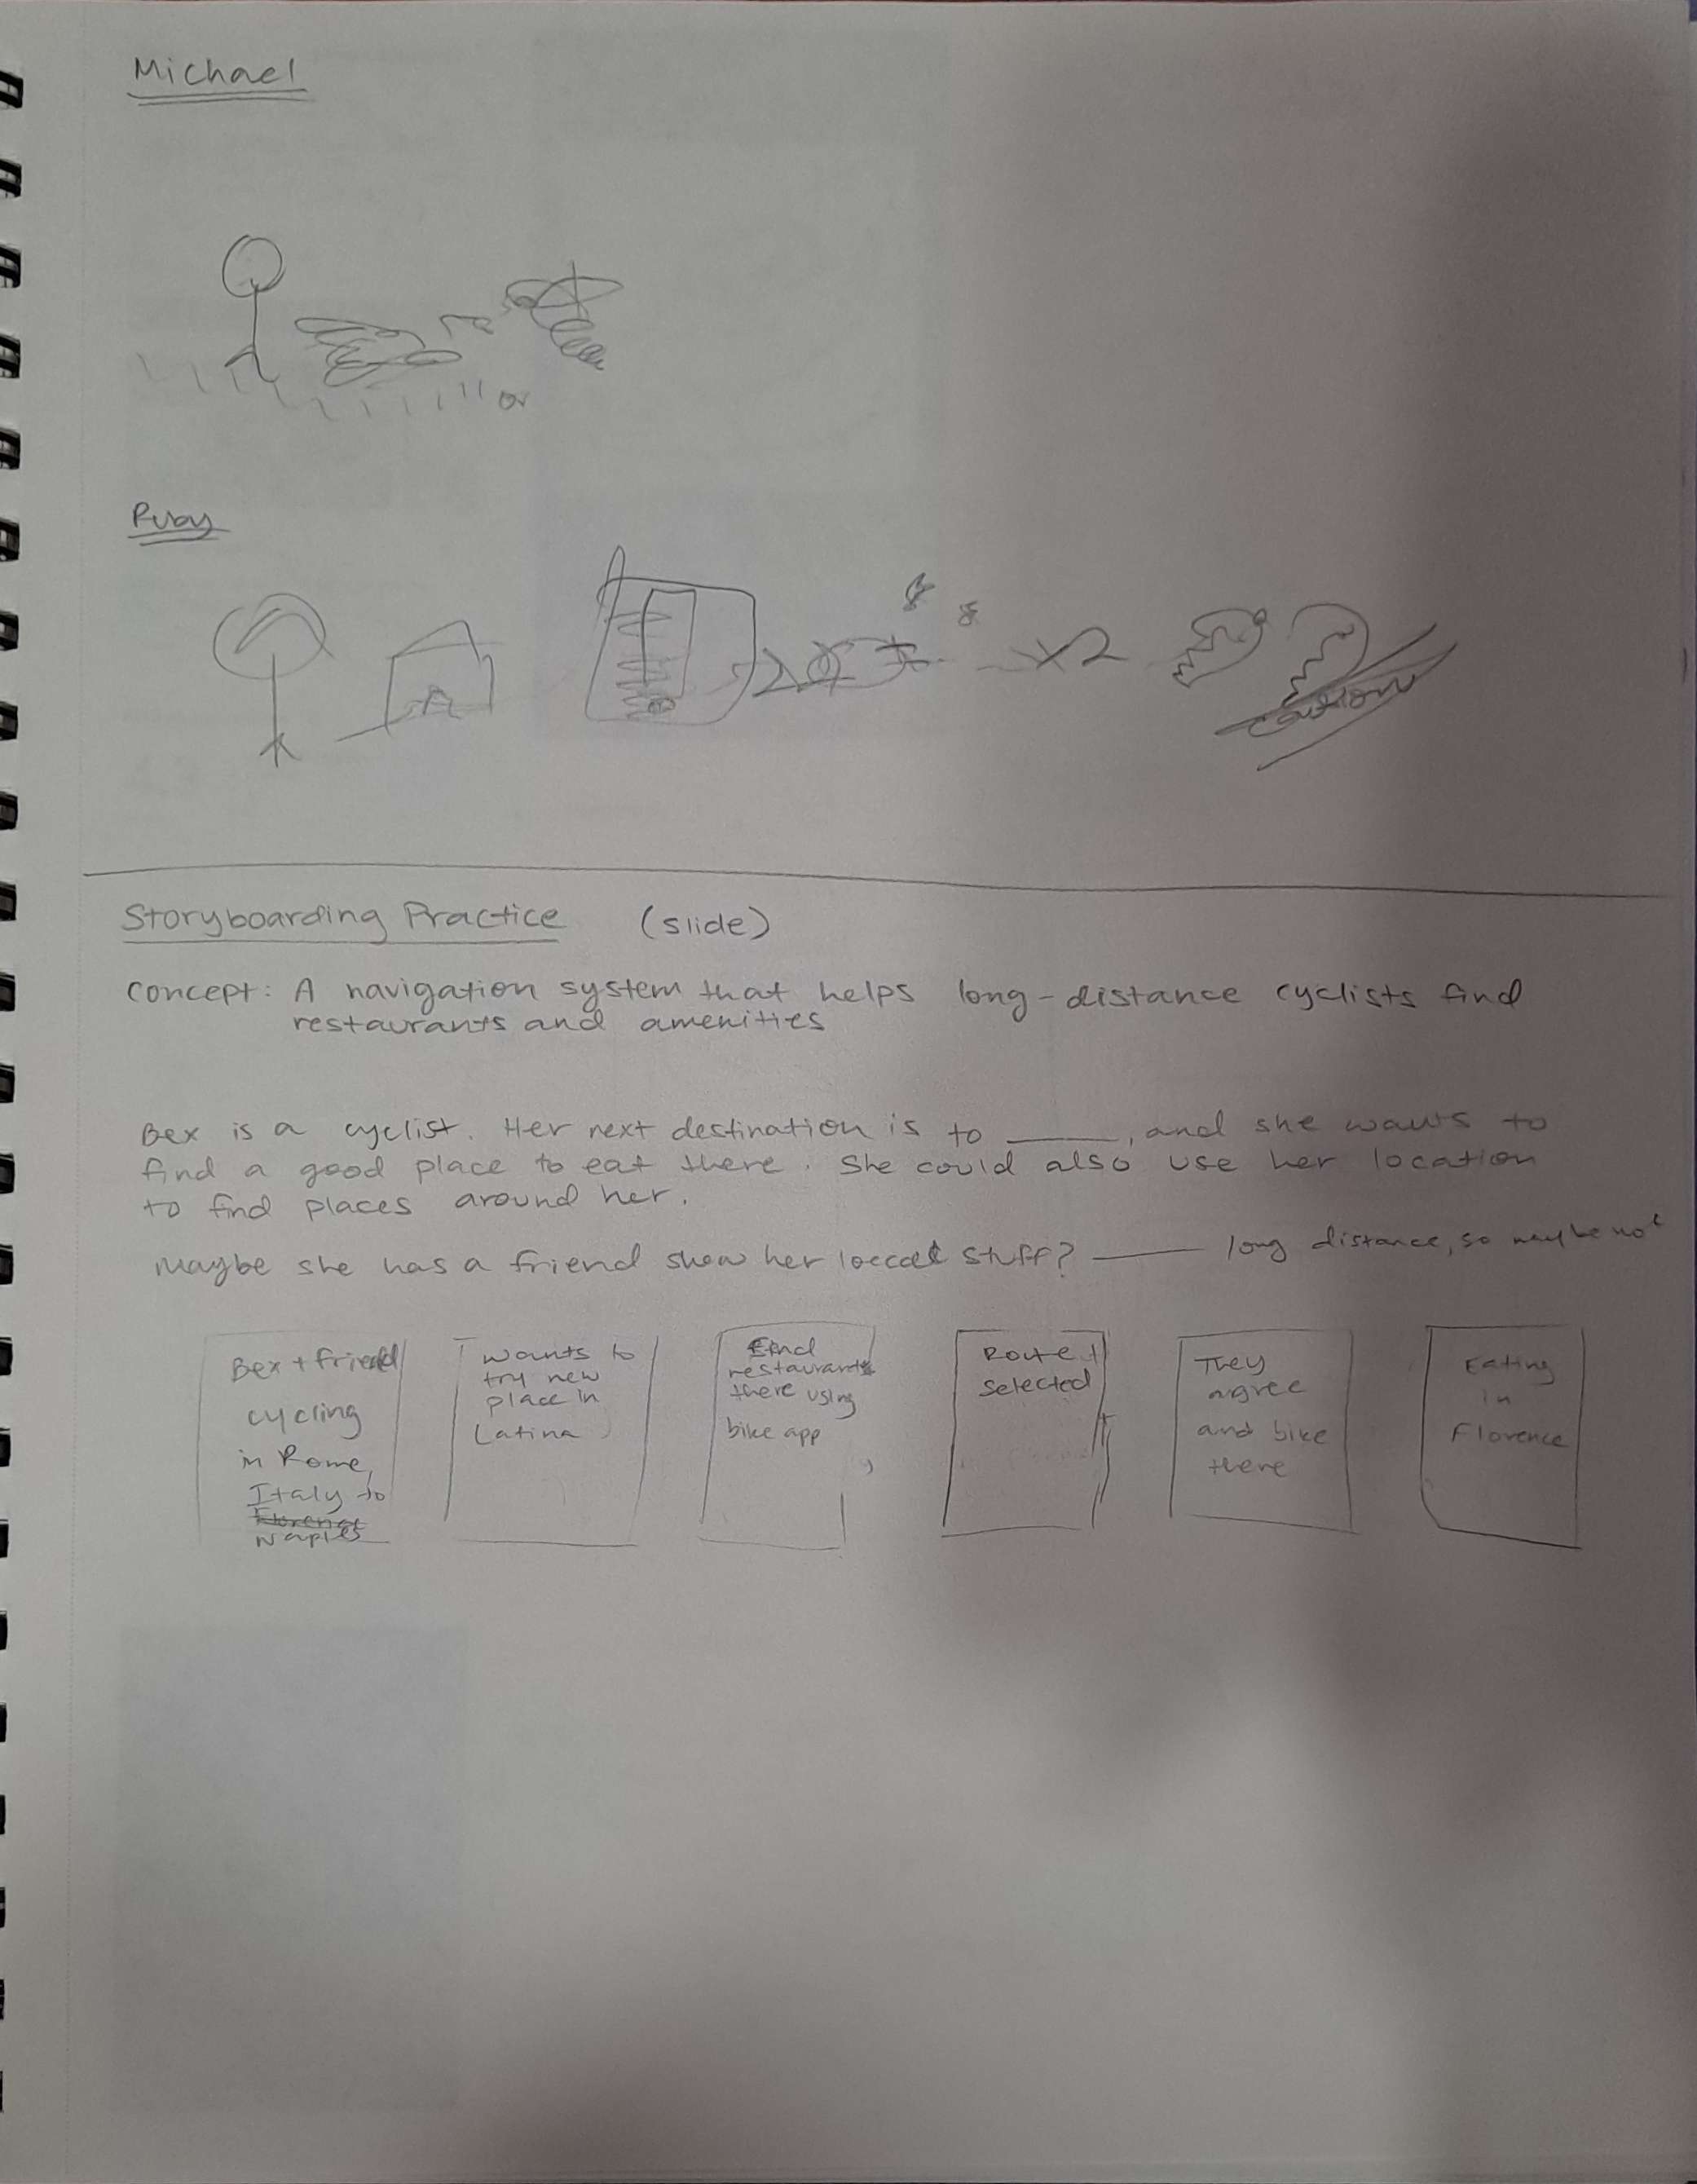 Michael
or
Ruby
x2
caution
Storyboarding Practice (slide)
Concept: A navigation system that helps long-distance cyclists find
restaurants and amenities
Bex is a cyclist. Her next destination is to ____, and she wants to
find a good place to eat there. She could also use her location
to find places around her.
Maybe she has a friend show her local stuff? —— long distance, so maybe not
Bex + friend
cycling
in Rome,
Italy to
Florence
Naples
wants to
try new
place in
Latina
Find
restaurants
there using
bike app
Route
selected
They
agree
and bike
there
Eating
in
Florence